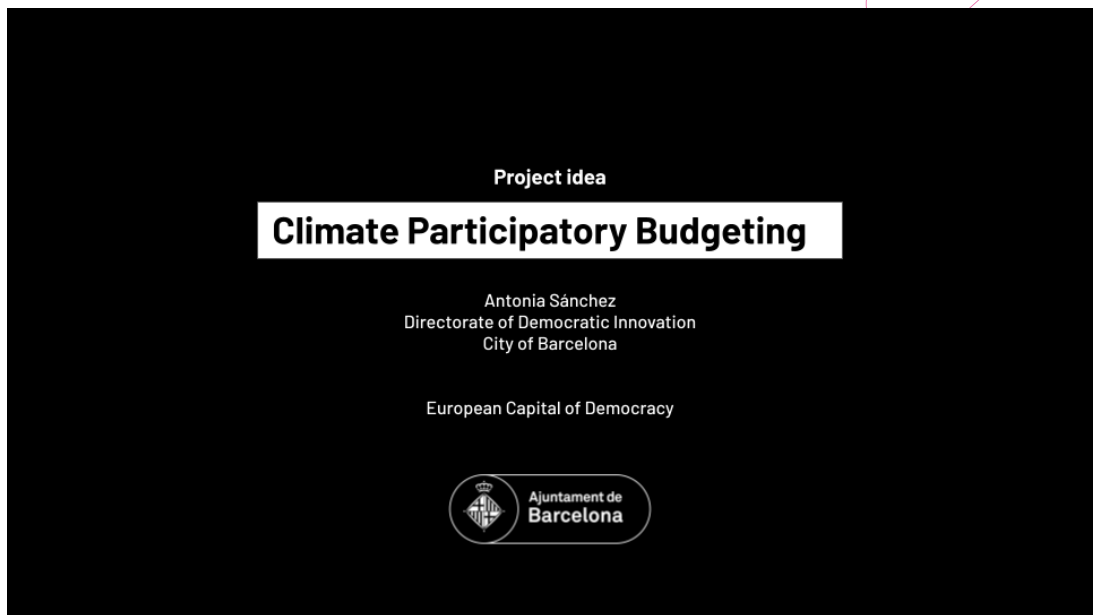 Project idea
Climate Participatory Budgeting
Antonia Sánchez
Directorate of Democratic Innovation
City of Barcelona
European Capital of Democracy
Ajuntament de
Barcelona